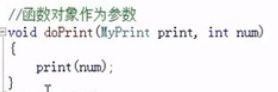 //函数对象作为参数
void doPrint(MyPrint print, int num)
{
print(num);
}